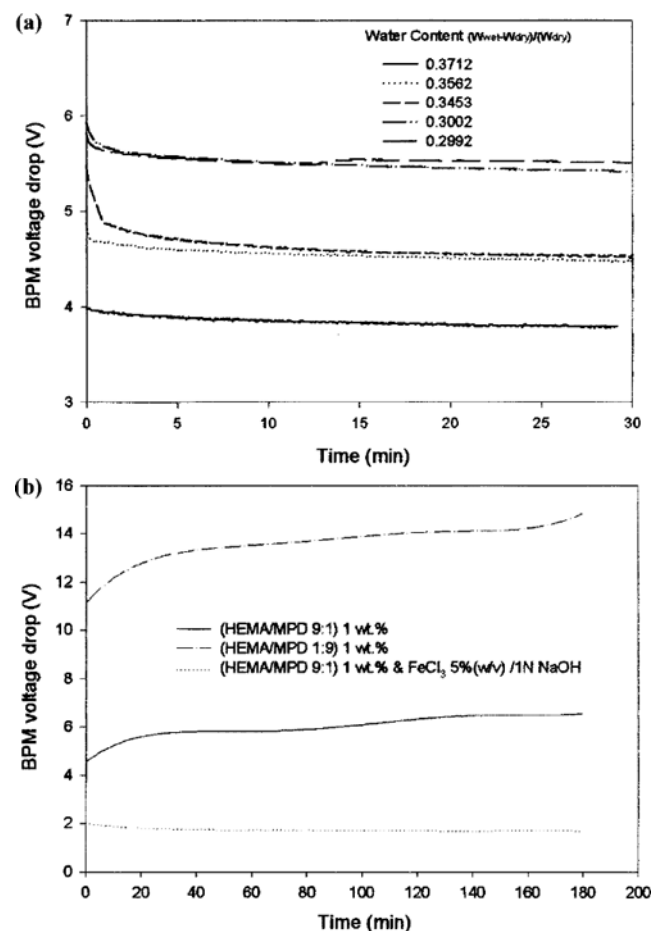 (a)
7
6
5
4
3
BPM voltage drop (V)
Water Content (Wwet-Wdry)/(Wdry)
0.3712
0.3562
0.3453
0.3002
0.2992
0 5 10 15 20 25 30
Time (min)
(b)
16
14
12
10
8
6
4
2
0
BPM voltage drop (V)
(HEMA/MPD 9:1) 1 wt.%
(HEMA/MPD 1:9) 1 wt.%
(HEMA/MPD 9:1) 1 wt.% & FeCl₃ 5%(w/v) /1N NaOH
0 20 40 60 80 100 120 140 160 180 200
Time (min)